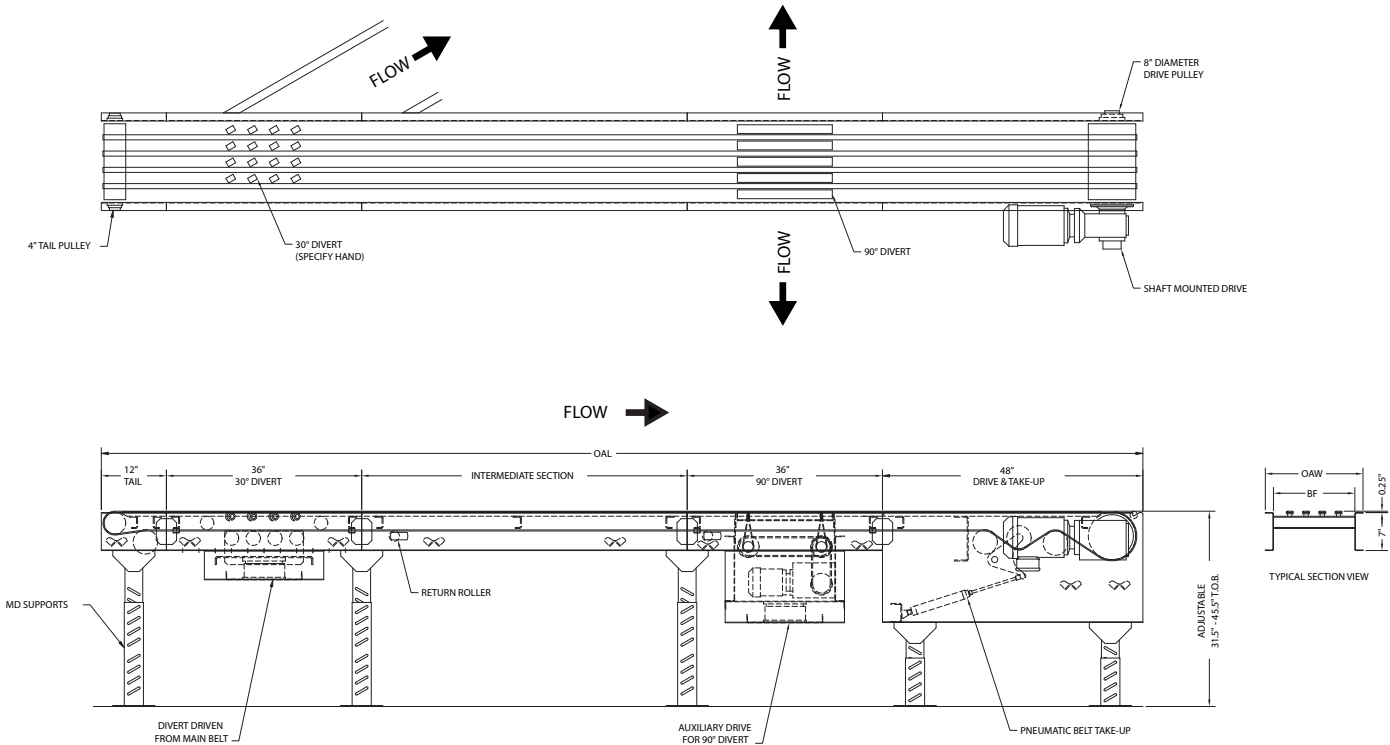 FLOW
FLOW
8" DIAMETER
DRIVE PULLEY
4" TAIL PULLEY
30° DIVERT
(SPECIFY HAND)
FLOW
90° DIVERT
SHAFT MOUNTED DRIVE
FLOW
OAL
12"
TAIL
36"
30° DIVERT
INTERMEDIATE SECTION
36"
90° DIVERT
48"
DRIVE & TAKE-UP
OAW
BF
0.25"
7"
TYPICAL SECTION VIEW
MD SUPPORTS
RETURN ROLLER
ADJUSTABLE
31.5" - 45.5" T.O.B.
DIVERT DRIVEN
FROM MAIN BELT
AUXILIARY DRIVE
FOR 90° DIVERT
PNEUMATIC BELT TAKE-UP